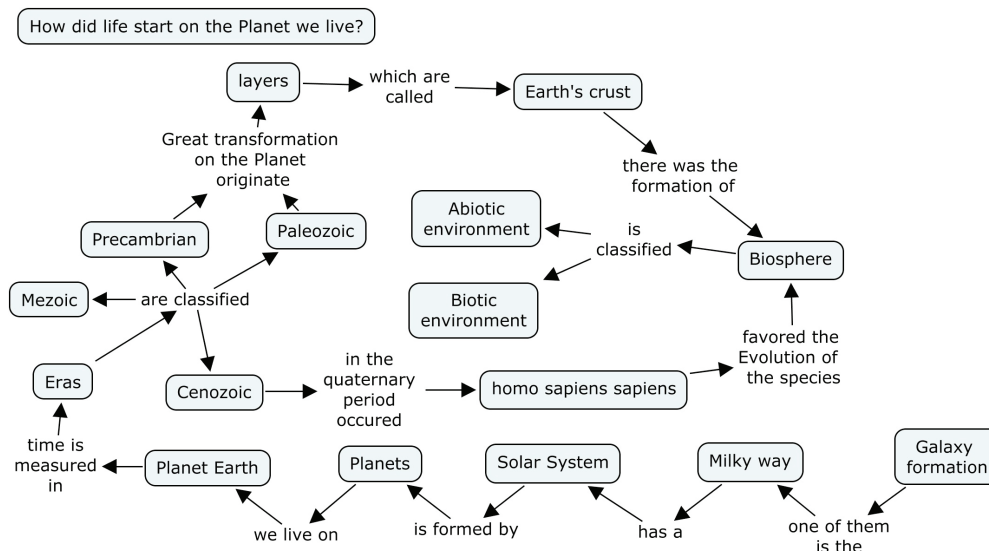 How did life start on the Planet we live?
layers
which are
called
Earth's crust
Great transformation
on the Planet
originate
there was the
formation of
Precambrian
Paleozoic
Abiotic
environment
is
classified
Biosphere
Mezoic
are classified
Biotic
environment
Eras
Cenozoic
in the
quaternary
period
occured
homo sapiens sapiens
favored the
Evolution of
the species
time is
measured
in
Planet Earth
Planets
Solar System
Milky way
Galaxy
formation
we live on
is formed by
has a
one of them
is the